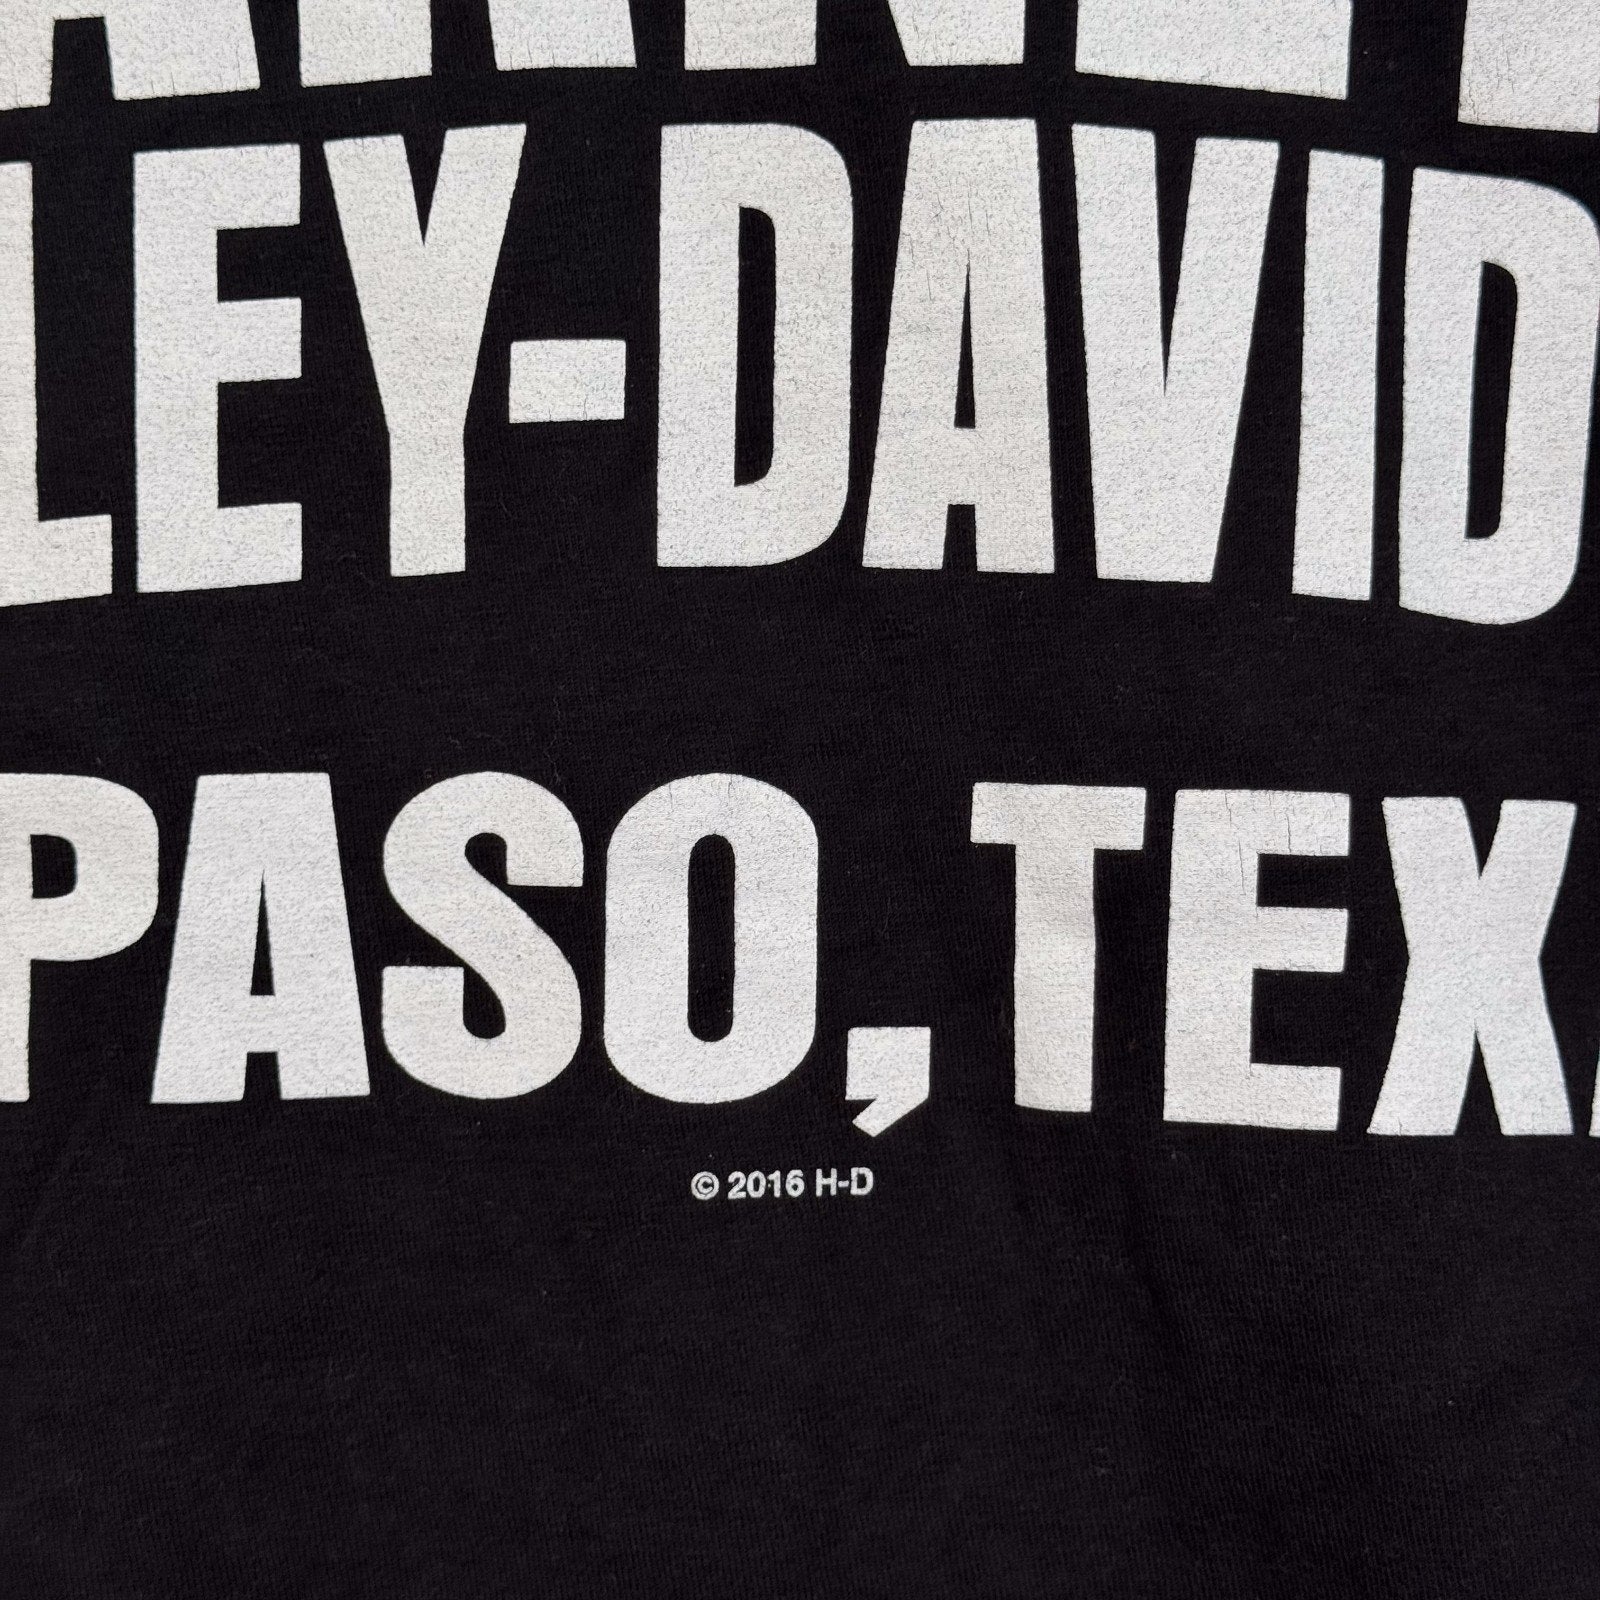 LEY-DAVID
PASO, TEX
© 2016 H-D